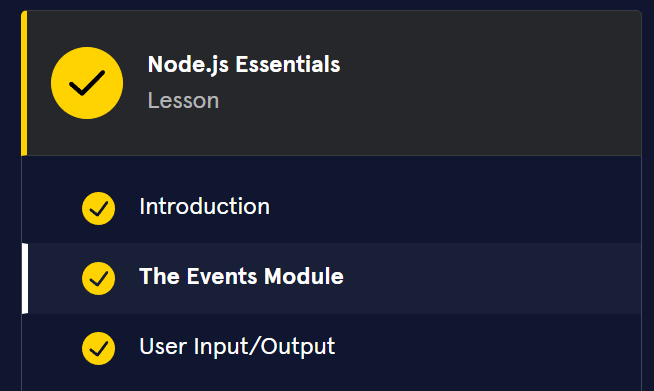 Node.js Essentials
Lesson
Introduction
The Events Module
User Input/Output